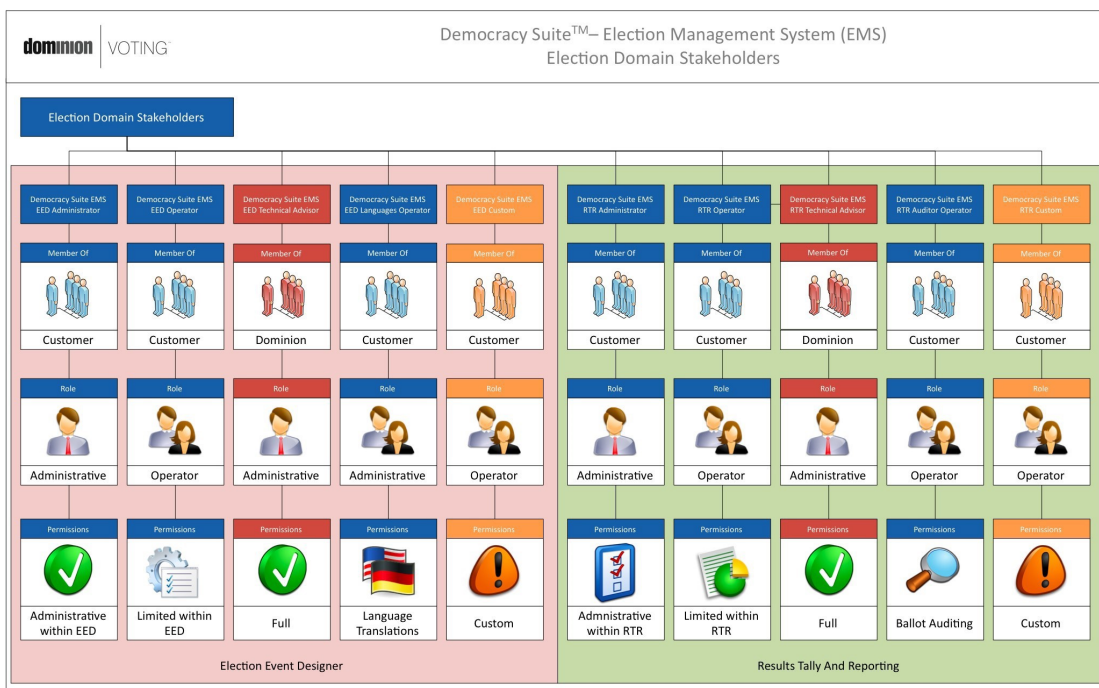 dominion VOTING™
Democracy Suite™– Election Management System (EMS)
Election Domain Stakeholders
Election Domain Stakeholders
Democracy Suite EMS
EED Administrator
Democracy Suite EMS
EED Operator
Democracy Suite EMS
EED Technical Advisor
Democracy Suite EMS
EED Languages Operator
Democracy Suite EMS
EED Custom
Democracy Suite EMS
RTR Administrator
Democracy Suite EMS
RTR Operator
Democracy Suite EMS
RTR Technical Advisor
Democracy Suite EMS
RTR Auditor Operator
Democracy Suite EMS
RTR Custom
Member Of
Member Of
Member Of
Member Of
Member Of
Member Of
Member Of
Member Of
Member Of
Member Of
Customer
Customer
Dominion
Customer
Customer
Customer
Customer
Dominion
Customer
Customer
Role
Role
Role
Role
Role
Role
Role
Role
Role
Role
Administrative
Operator
Administrative
Administrative
Operator
Administrative
Operator
Administrative
Operator
Operator
Permissions
Permissions
Permissions
Permissions
Permissions
Permissions
Permissions
Permissions
Permissions
Permissions
Administrative
within EED
Limited within
EED
Full
Language
Translations
Custom
Admnistrative
within RTR
Limited within
RTR
Full
Ballot Auditing
Custom
Election Event Designer
Results Tally And Reporting